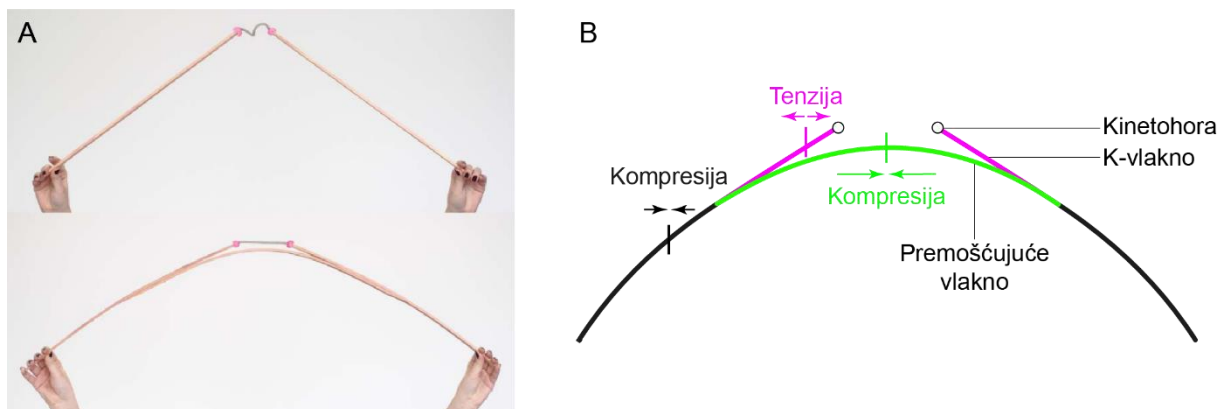 A
B
Tenzija
Kinetohora
K-vlakno
Kompresija
Kompresija
Premošćujuće
vlakno